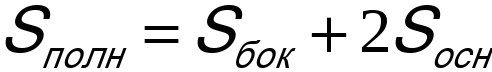 Sполн = Sбок + 2Sосн